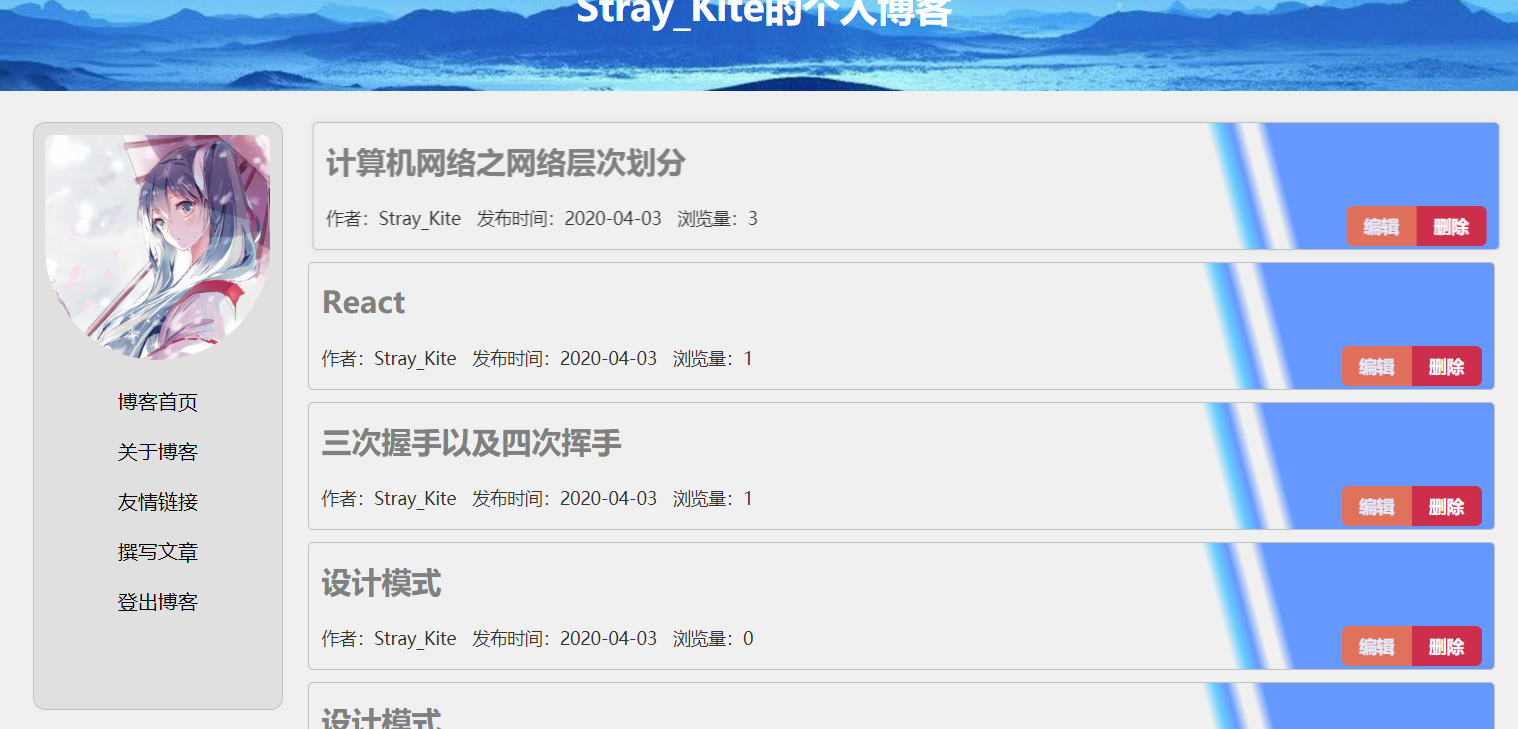 Stray_Kite的个人博客
博客首页
关于博客
友情链接
撰写文章
登出博客
计算机网络之网络层次划分
作者：Stray_Kite 发布时间：2020-04-03 浏览量：3
编辑 删除
React
作者：Stray_Kite 发布时间：2020-04-03 浏览量：1
编辑 删除
三次握手以及四次挥手
作者：Stray_Kite 发布时间：2020-04-03 浏览量：1
编辑 删除
设计模式
作者：Stray_Kite 发布时间：2020-04-03 浏览量：0
编辑 删除
设计模式